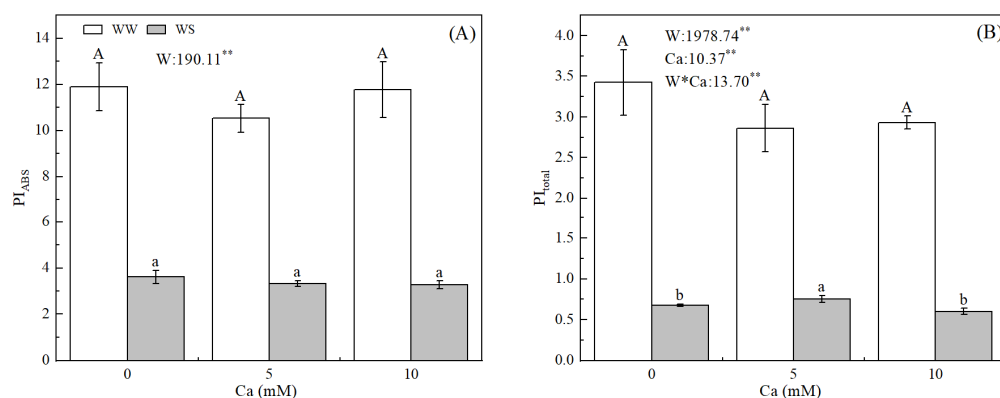 WW WS
(A)
W:190.11**
A A A
a a a
14
12
10
8
6
4
2
0
PI_ABS
0 5 10
Ca (mM)
(B)
W:1978.74**
Ca:10.37**
W*Ca:13.70**
A A A
b a b
4.0
3.5
3.0
2.5
2.0
1.5
1.0
0.5
0.0
PI_total
0 5 10
Ca (mM)